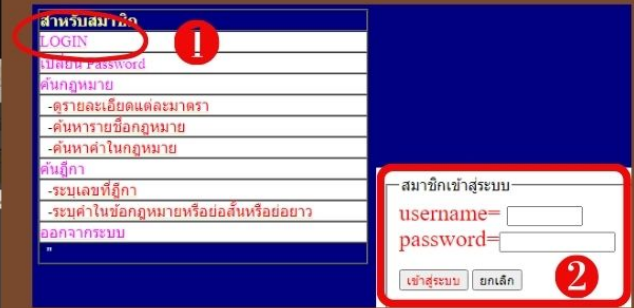 สำหรับสมาชิก
LOGIN
เปลี่ยน Password
ค้นกฎหมาย
-ดูรายละเอียดแต่ละมาตรา
-ค้นหารายชื่อกฎหมาย
-ค้นหาคำในกฎหมาย
ค้นฎีกา
-ระบุเลขที่ฎีกา
-ระบุคำในข้อกฎหมายหรือย่อสั้นหรือย่อยาว
ออกจากระบบ
"
1
สมาชิกเข้าสู่ระบบ
username=
password=
เข้าสู่ระบบ ยกเลิก
2